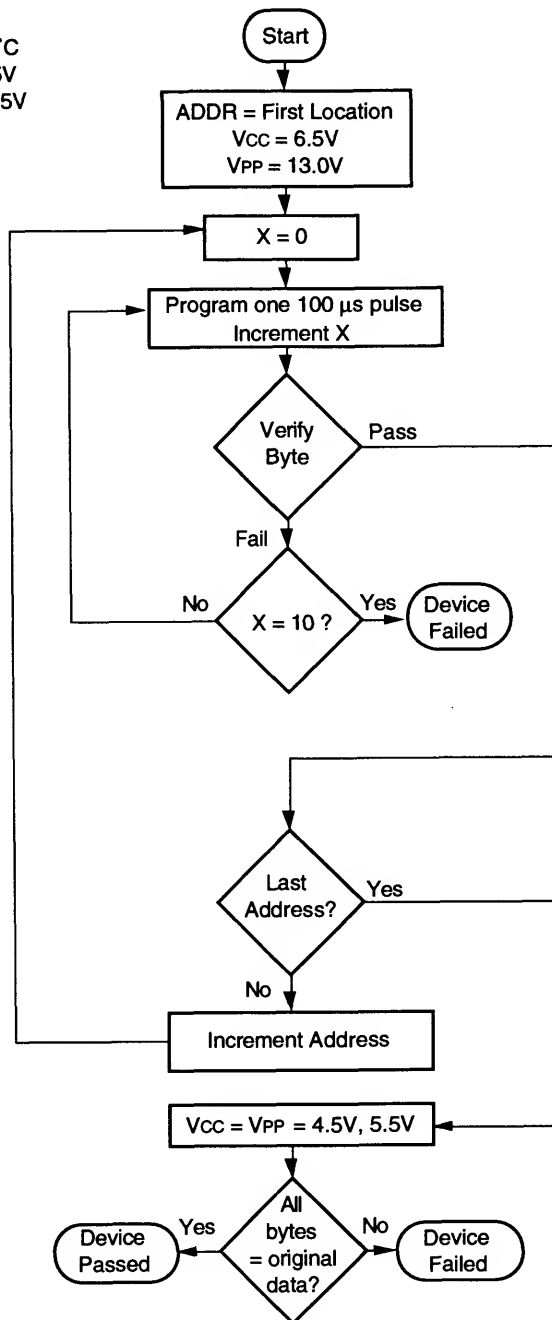 °C
5V
5V
Start
ADDR = First Location
VCC = 6.5V
VPP = 13.0V
X = 0
Program one 100 µs pulse
Increment X
Verify
Byte
Pass
Fail
No
X = 10 ?
Yes
Device
Failed
Last
Address?
Yes
No
Increment Address
VCC = VPP = 4.5V, 5.5V
All
bytes
= original
data?
Yes
No
Device
Passed
Device
Failed